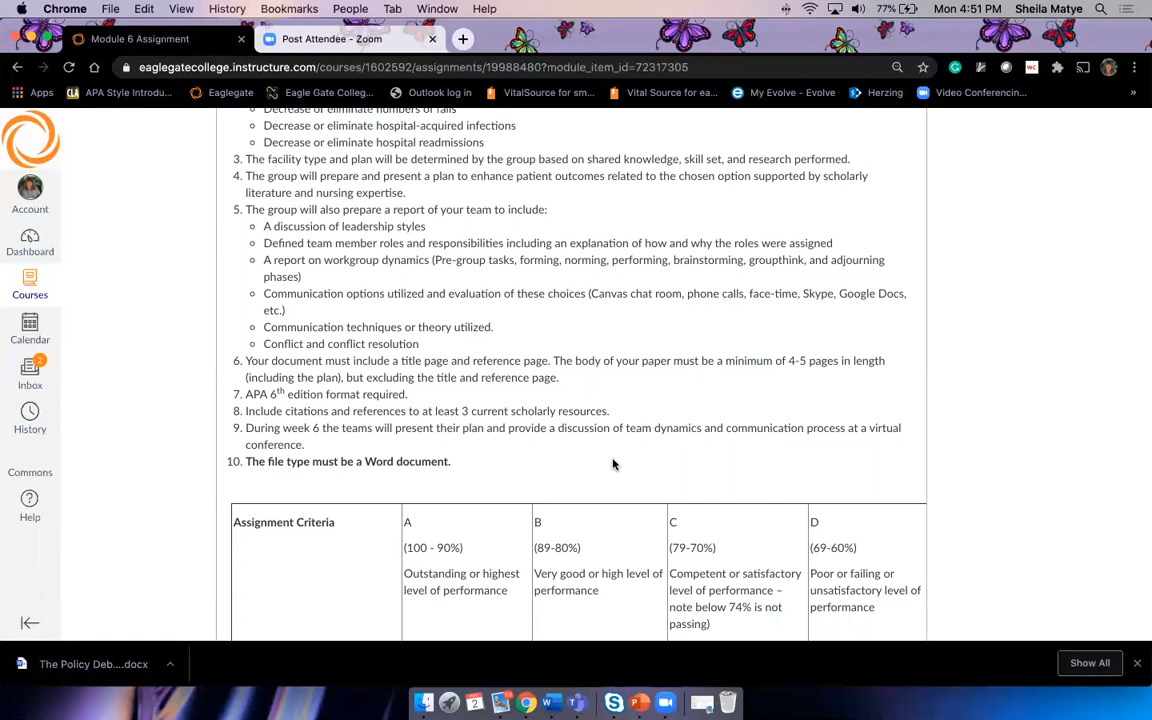 Chrome File Edit View History Bookmarks People Tab Window Help 77% Mon 4:51 PM Sheila Matye
Module 6 Assignment Post Attendee - Zoom
eaglegatecollege.instructure.com/courses/1602592/assignments/19988480?module_item_id=72317305
Apps APA Style Introdu... Eaglegate Eagle Gate Colleg... Outlook log in VitalSource for sm... Vital Source for ea... My Evolve - Evolve Herzing Video Conferencin... »
Decrease or eliminate numbers of falls
Decrease or eliminate hospital-acquired infections
Decrease or eliminate hospital readmissions
3. The facility type and plan will be determined by the group based on shared knowledge, skill set, and research performed.
4. The group will prepare and present a plan to enhance patient outcomes related to the chosen option supported by scholarly
literature and nursing expertise.
5. The group will also prepare a report of your team to include:
A discussion of leadership styles
Defined team member roles and responsibilities including an explanation of how and why the roles were assigned
A report on workgroup dynamics (Pre-group tasks, forming, norming, performing, brainstorming, groupthink, and adjourning
phases)
Communication options utilized and evaluation of these choices (Canvas chat room, phone calls, face-time, Skype, Google Docs,
etc.)
Communication techniques or theory utilized.
Conflict and conflict resolution
6. Your document must include a title page and reference page. The body of your paper must be a minimum of 4-5 pages in length
(including the plan), but excluding the title and reference page.
7. APA 6th edition format required.
8. Include citations and references to at least 3 current scholarly resources.
9. During week 6 the teams will present their plan and provide a discussion of team dynamics and communication process at a virtual
conference.
10. The file type must be a Word document.
Assignment Criteria A B C D
(100 - 90%) (89-80%) (79-70%) (69-60%)
Outstanding or highest Very good or high level of Competent or satisfactory Poor or failing or
level of performance performance level of performance – unsatisfactory level of
note below 74% is not performance
passing)
Account
Dashboard
Courses
Calendar
2
Inbox
History
Commons
Help
The Policy Deb....docx Show All